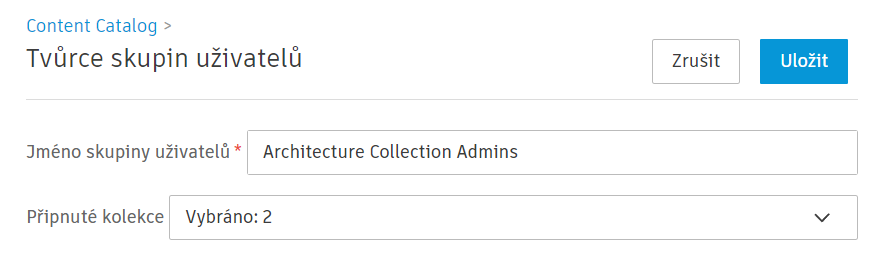 Content Catalog >
Tvůrce skupin uživatelů
Zrušit
Uložit
Jméno skupiny uživatelů * Architecture Collection Admins
Připnuté kolekce Vybráno: 2